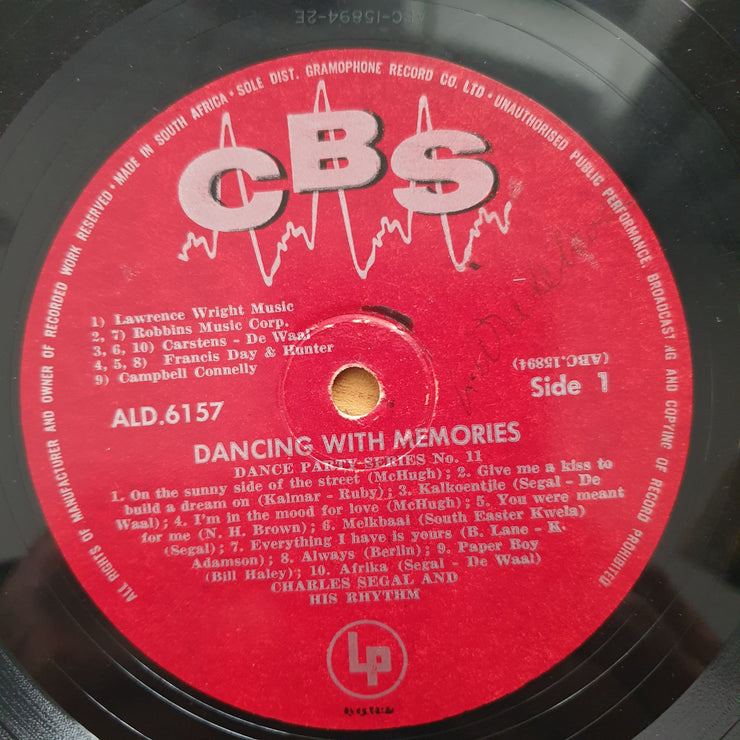 ABC-15894-2E
ALL RIGHTS OF MANUFACTURER AND OWNER OF RECORDED WORK RESERVED • MADE IN SOUTH AFRICA • SOLE DIST. GRAMOPHONE RECORD CO. LTD • UNAUTHORISED PUBLIC PERFORMANCE, BROADCASTING AND COPYING OF RECORD PROHIBITED
CBS
1) Lawrence Wright Music
2, 7) Robbins Music Corp.
3, 6, 10) Carstens - De Waal
4, 5, 8) Francis Day & Hunter
9) Campbell Connelly
(ABC.15894)
ALD.6157
Side 1
DANCING WITH MEMORIES
DANCE PARTY-SERIES No. 11
1. On the sunny side of the street (McHugh); 2. Give me a kiss to
build a dream on (Kalmar - Ruby); 3. Kalkoentjie (Segal - De
Waal); 4. I'm in the mood for love (McHugh); 5. You were meant
for me (N. H. Brown); 6. Melkbaai (South Easter Kwela)
(Segal); 7. Everything I have is yours (B. Lane - K.
Adamson); 8. Always (Berlin); 9. Paper Boy
(Bill Haley); 10. Afrika (Segal - De Waal)
CHARLES SEGAL AND
HIS RHYTHM
Lp